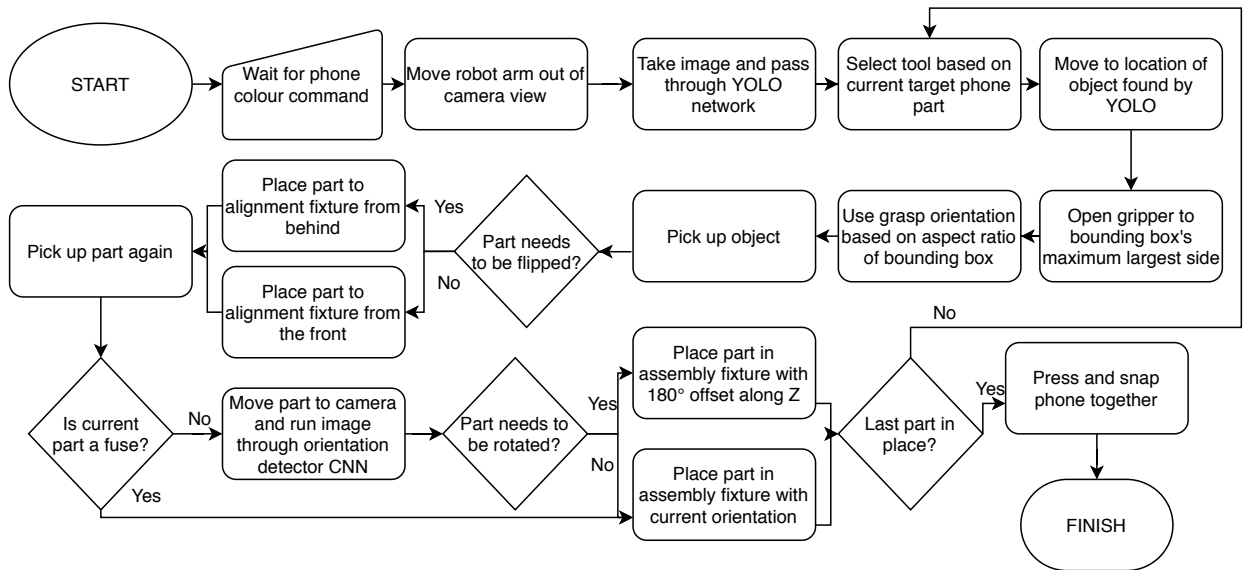 START
Wait for phone
colour command
Move robot arm out of
camera view
Take image and pass
through YOLO
network
Select tool based on
current target phone
part
Move to location of
object found by
YOLO
Open gripper to
bounding box's
maximum largest side
Use grasp orientation
based on aspect ratio
of bounding box
Pick up object
Part needs
to be flipped?
Yes
No
Place part to
alignment fixture from
behind
Place part to
alignment fixture from
the front
Pick up part again
Is current
part a fuse?
No
Yes
Move part to camera
and run image
through orientation
detector CNN
Part needs to
be rotated?
Yes
No
Place part in
assembly fixture with
180° offset along Z
Place part in
assembly fixture with
current orientation
Last part in
place?
No
Yes
Press and snap
phone together
FINISH